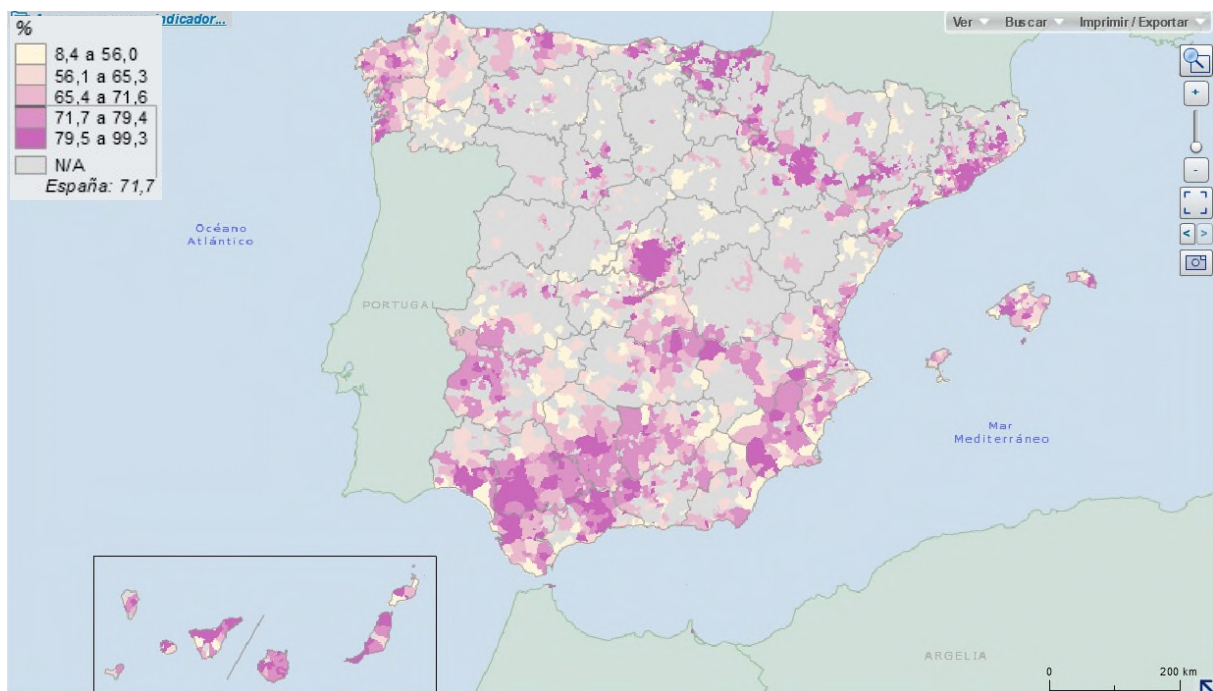 indicador...
Ver
Buscar
Imprimir / Exportar
%
8,4 a 56,0
56,1 a 65,3
65,4 a 71,6
71,7 a 79,4
79,5 a 99,3
N/A
España: 71,7
+
-
< >
Océano
Atlántico
PORTUGAL
Mar
Mediterráneo
ARGELIA
0
200 km